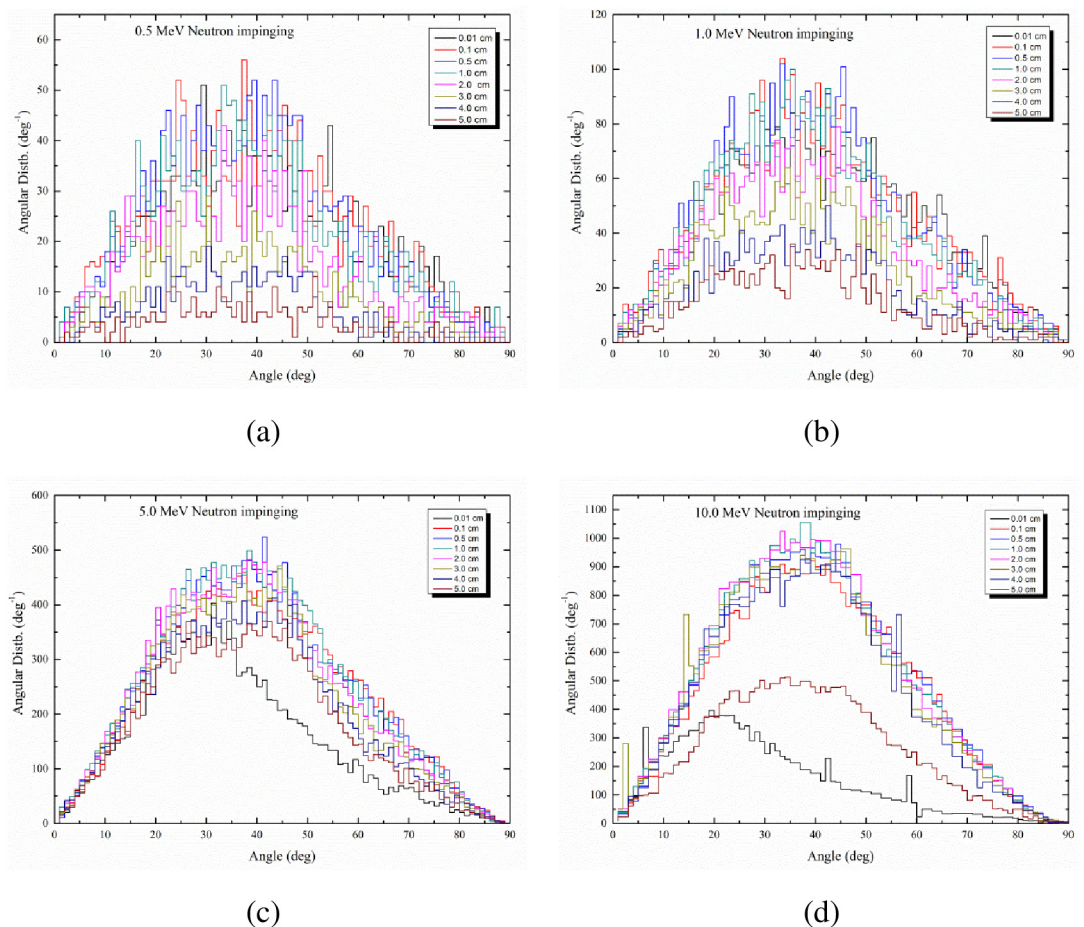 0.5 MeV Neutron impinging
0.01 cm
0.1 cm
0.5 cm
1.0 cm
2.0 cm
3.0 cm
4.0 cm
5.0 cm
Angular Distb. (deg⁻¹)
60
50
40
30
20
10
0
0 10 20 30 40 50 60 70 80 90
Angle (deg)
(a)
1.0 MeV Neutron impinging
0.01 cm
0.1 cm
0.5 cm
1.0 cm
2.0 cm
3.0 cm
4.0 cm
5.0 cm
Angular Distb. (deg⁻¹)
120
100
80
60
40
20
0
0 10 20 30 40 50 60 70 80 90
Angle (deg)
(b)
5.0 MeV Neutron impinging
0.01 cm
0.1 cm
0.5 cm
1.0 cm
2.0 cm
3.0 cm
4.0 cm
5.0 cm
Angular Distb. (deg⁻¹)
600
500
400
300
200
100
0
0 10 20 30 40 50 60 70 80 90
Angle (deg)
(c)
10.0 MeV Neutron impinging
0.01 cm
0.1 cm
0.5 cm
1.0 cm
2.0 cm
3.0 cm
4.0 cm
5.0 cm
Angular Distb. (deg⁻¹)
1100
1000
900
800
700
600
500
400
300
200
100
0
0 10 20 30 40 50 60 70 80 90
Angle (deg)
(d)